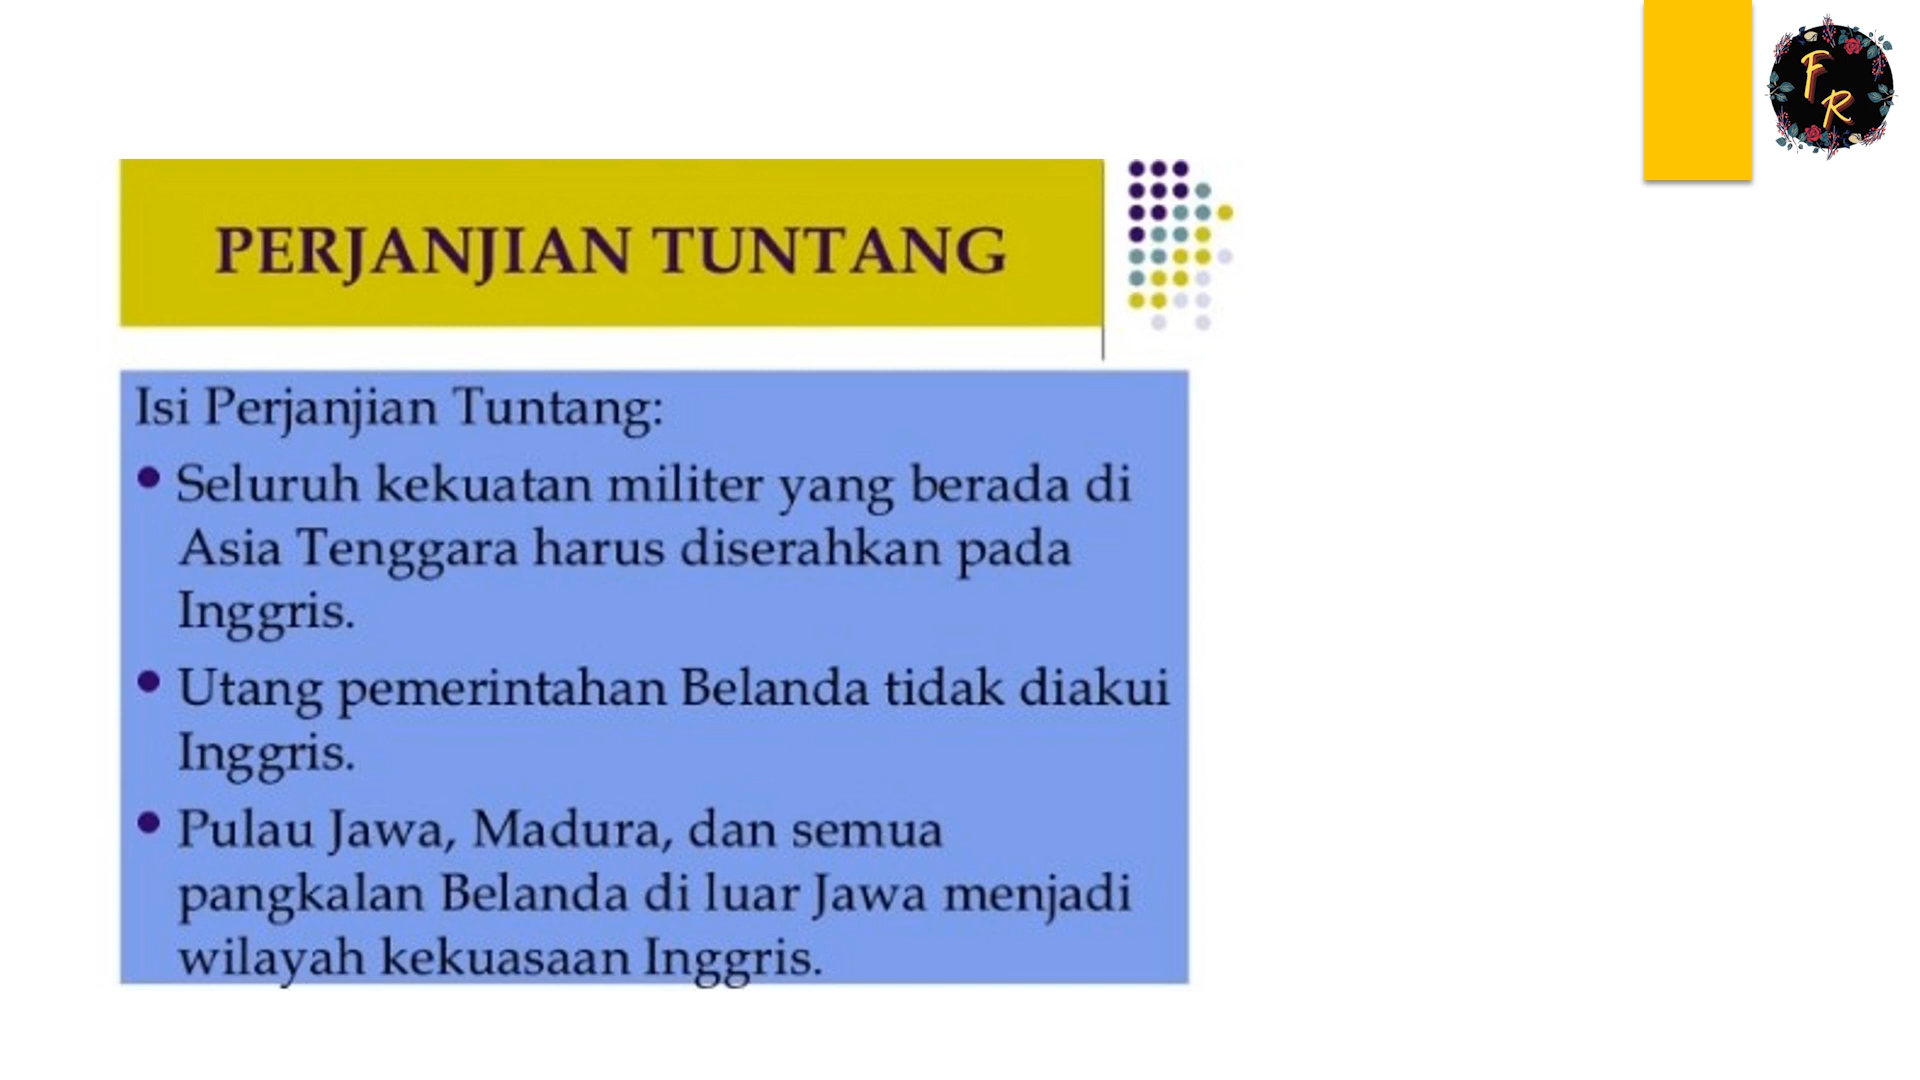 F
R
PERJANJIAN TUNTANG
Isi Perjanjian Tuntang:
• Seluruh kekuatan militer yang berada di
Asia Tenggara harus diserahkan pada
Inggris.
• Utang pemerintahan Belanda tidak diakui
Inggris.
• Pulau Jawa, Madura, dan semua
pangkalan Belanda di luar Jawa menjadi
wilayah kekuasaan Inggris.